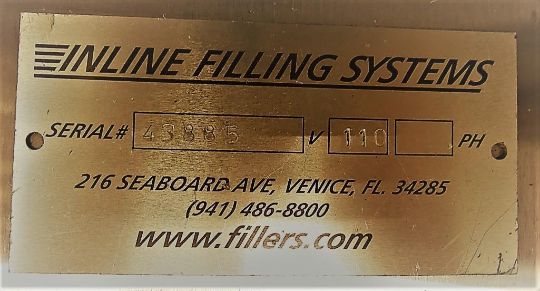 INLINE FILLING SYSTEMS
SERIAL# 43885 V 110 PH
216 SEABOARD AVE, VENICE, FL. 34285
(941) 486-8800
www.fillers.com